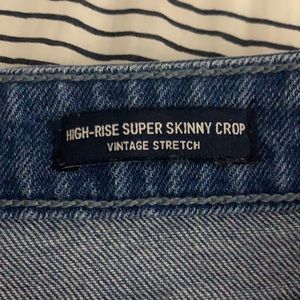 HIGH-RISE SUPER SKINNY CROP
VINTAGE STRETCH